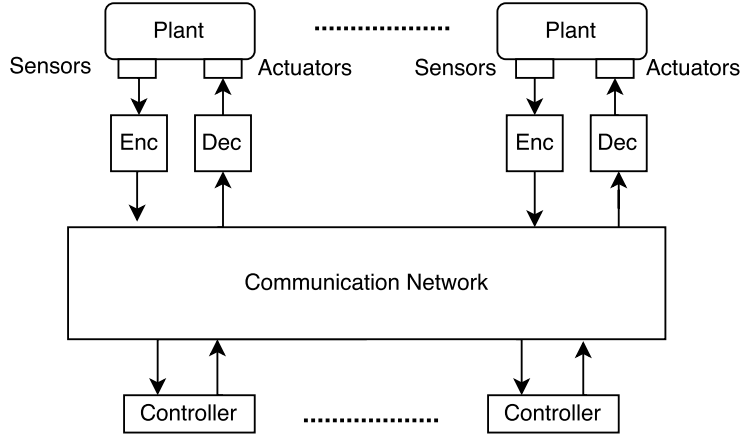 Plant
Plant
Sensors
Actuators
Sensors
Actuators
Enc
Dec
Enc
Dec
Communication Network
Controller
Controller